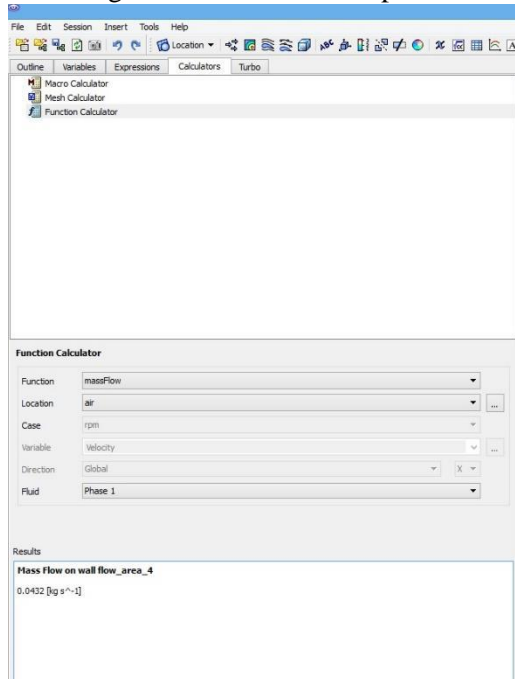 File Edit Session Insert Tools Help
Location
Outline Variables Expressions Calculators Turbo
Macro Calculator
Mesh Calculator
Function Calculator
Function Calculator
Function massFlow
Location air ...
Case rpm
Variable Velocity ...
Direction Global X
Fluid Phase 1
Results
Mass Flow on wall flow_area_4
0.0432 [kg s^-1]